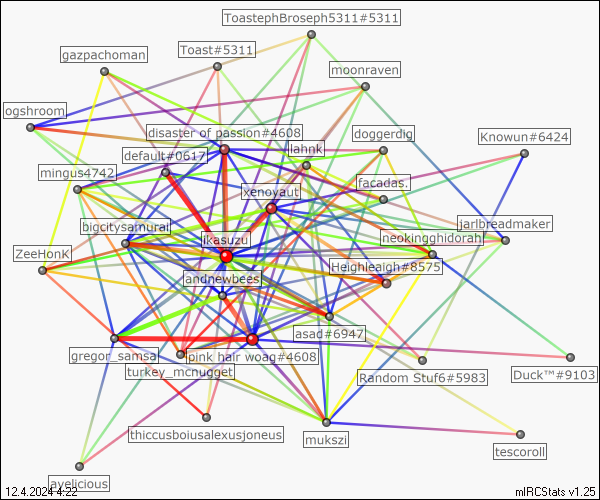 ToastephBroseph5311#5311
Toast#5311
gazpachoman
moonraven
ogshroom
disaster of passion#4608
doggerdig
Knowun#6424
default#0617
lahnk
mingus4742
facadas.
xenoyaut
bigcitysamurai
jarlbreadmaker
ikasuzu
neokingghidorah
ZeeHonK
Heighleigh#8575
andnewbees
asad#6947
gregor_samsa
pink hair woag#4608
turkey_mcnugget
Random Stuf6#5983
Duck™#9103
thiccusboiusalexusjoneus
mukszi
tescoroll
avelicious
12.4.2024 4:22
mIRCStats v1.25